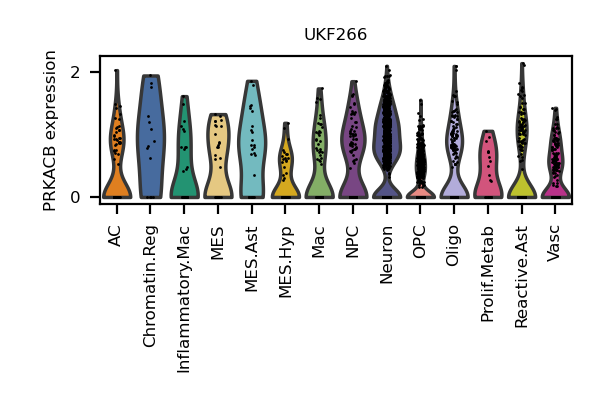 UKF266
PRKACB expression
2
0
AC
Chromatin.Reg
Inflammatory.Mac
MES
MES.Ast
MES.Hyp
Mac
NPC
Neuron
OPC
Oligo
Prolif.Metab
Reactive.Ast
Vasc